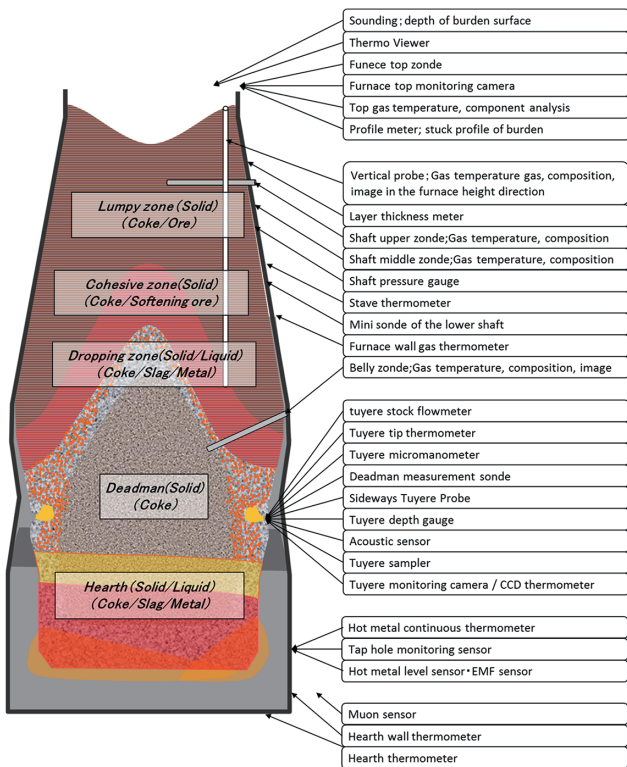 Sounding;depth of burden surface
Thermo Viewer
Funece top zonde
Furnace top monitoring camera
Top gas temperature, component analysis
Profile meter; stuck profile of burden
Vertical probe;Gas temperature gas, composition,
image in the furnace height direction
Layer thickness meter
Shaft upper zonde;Gas temperature, composition
Shaft middle zonde;Gas temperature, composition
Shaft pressure gauge
Stave thermometer
Mini sonde of the lower shaft
Furnace wall gas thermometer
Belly zonde;Gas temperature, composition, image
tuyere stock flowmeter
Tuyere tip thermometer
Tuyere micromanometer
Deadman measurement sonde
Sideways Tuyere Probe
Tuyere depth gauge
Acoustic sensor
Tuyere sampler
Tuyere monitoring camera / CCD thermometer
Hot metal continuous thermometer
Tap hole monitoring sensor
Hot metal level sensor・EMF sensor
Muon sensor
Hearth wall thermometer
Hearth thermometer
Lumpy zone(Solid)
(Coke/Ore)
Cohesive zone(Solid)
(Coke/Softening ore)
Dropping zone(Solid/Liquid)
(Coke/Slag/Metal)
Deadman(Solid)
(Coke)
Hearth(Solid/Liquid)
(Coke/Slag/Metal)